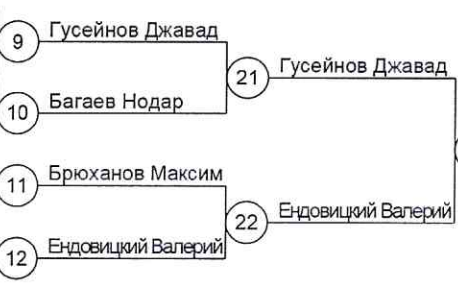 9 Гусейнов Джавад
21 Гусейнов Джавад
10 Багаев Нодар
11 Брюханов Максим
22 Ендовицкий Валерий
12 Ендовицкий Валерий